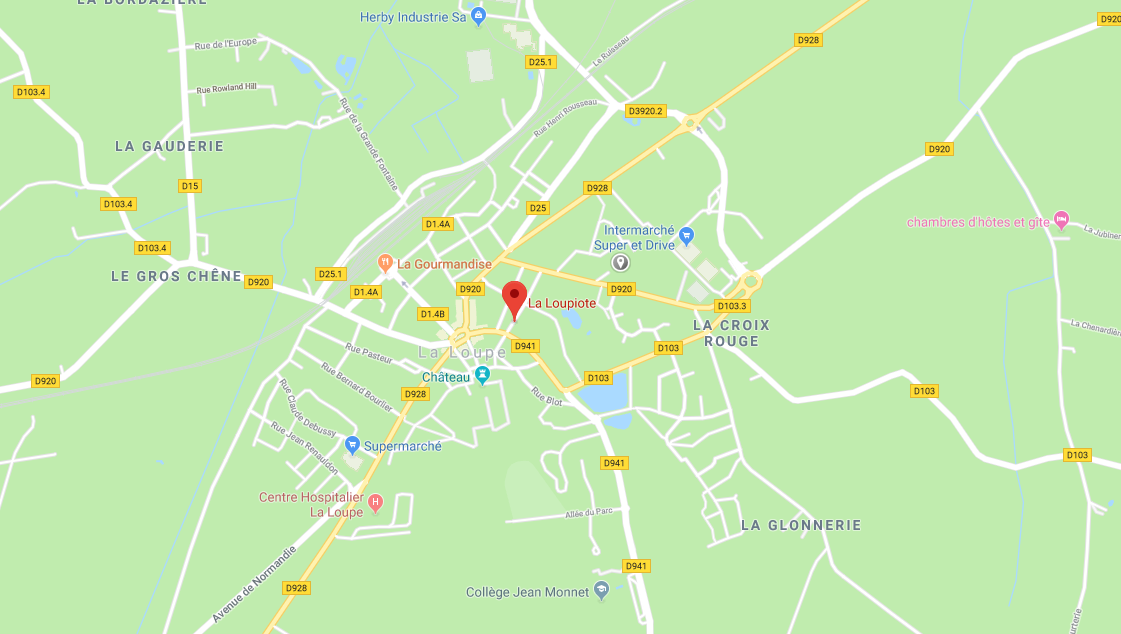 LA BORDAZIÈRE
Herby Industrie Sa
D920
D928
Rue de l'Europe
Le Ruisseau
D25.1
Rue Rowland Hill
D103.4
Rue de la Grande Fontaine
Rue Henri Rousseau
D3920.2
LA GAUDERIE
D920
D15
D928
D103.4
D25
D1.4A
chambres d'hôtes et gîte
La Jubiner
Intermarché
Super et Drive
D103.4
La Gourmandise
LE GROS CHÊNE
D920
D25.1
D1.4A
D920
D920
La Loupiote
D103.3
D1.4B
LA CROIX
ROUGE
La Chenardière
D941
La Loupe
D103
Rue Pasteur
Château
D103
D920
Rue Bernard Bourlier
D928
Rue Blot
D103
Rue Claude Debussy
Rue Jean Renauldon
Supermarché
D941
D103
Centre Hospitalier
La Loupe
Allée du Parc
LA GLONNERIE
Avenue de Normandie
D941
D928
Collège Jean Monnet
urterie